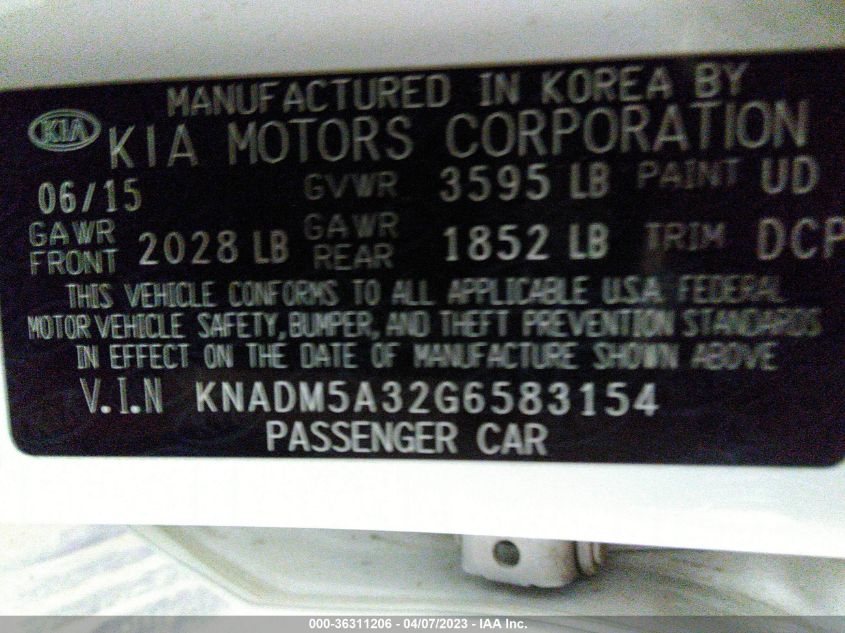 MANUFACTURED IN KOREA BY
KIA KIA MOTORS CORPORATION
06/15 GVWR 3595 LB PAINT UD
GAWR FRONT 2028 LB GAWR REAR 1852 LB TRIM DCP
THIS VEHICLE CONFORMS TO ALL APPLICABLE U.S.A. FEDERAL
MOTOR VEHICLE SAFETY, BUMPER, AND THEFT PREVENTION STANDARDS
IN EFFECT ON THE DATE OF MANUFACTURE SHOWN ABOVE
V.I.N KNADM5A32G6583154
PASSENGER CAR
000-36311206 - 04/07/2023 - IAA Inc.